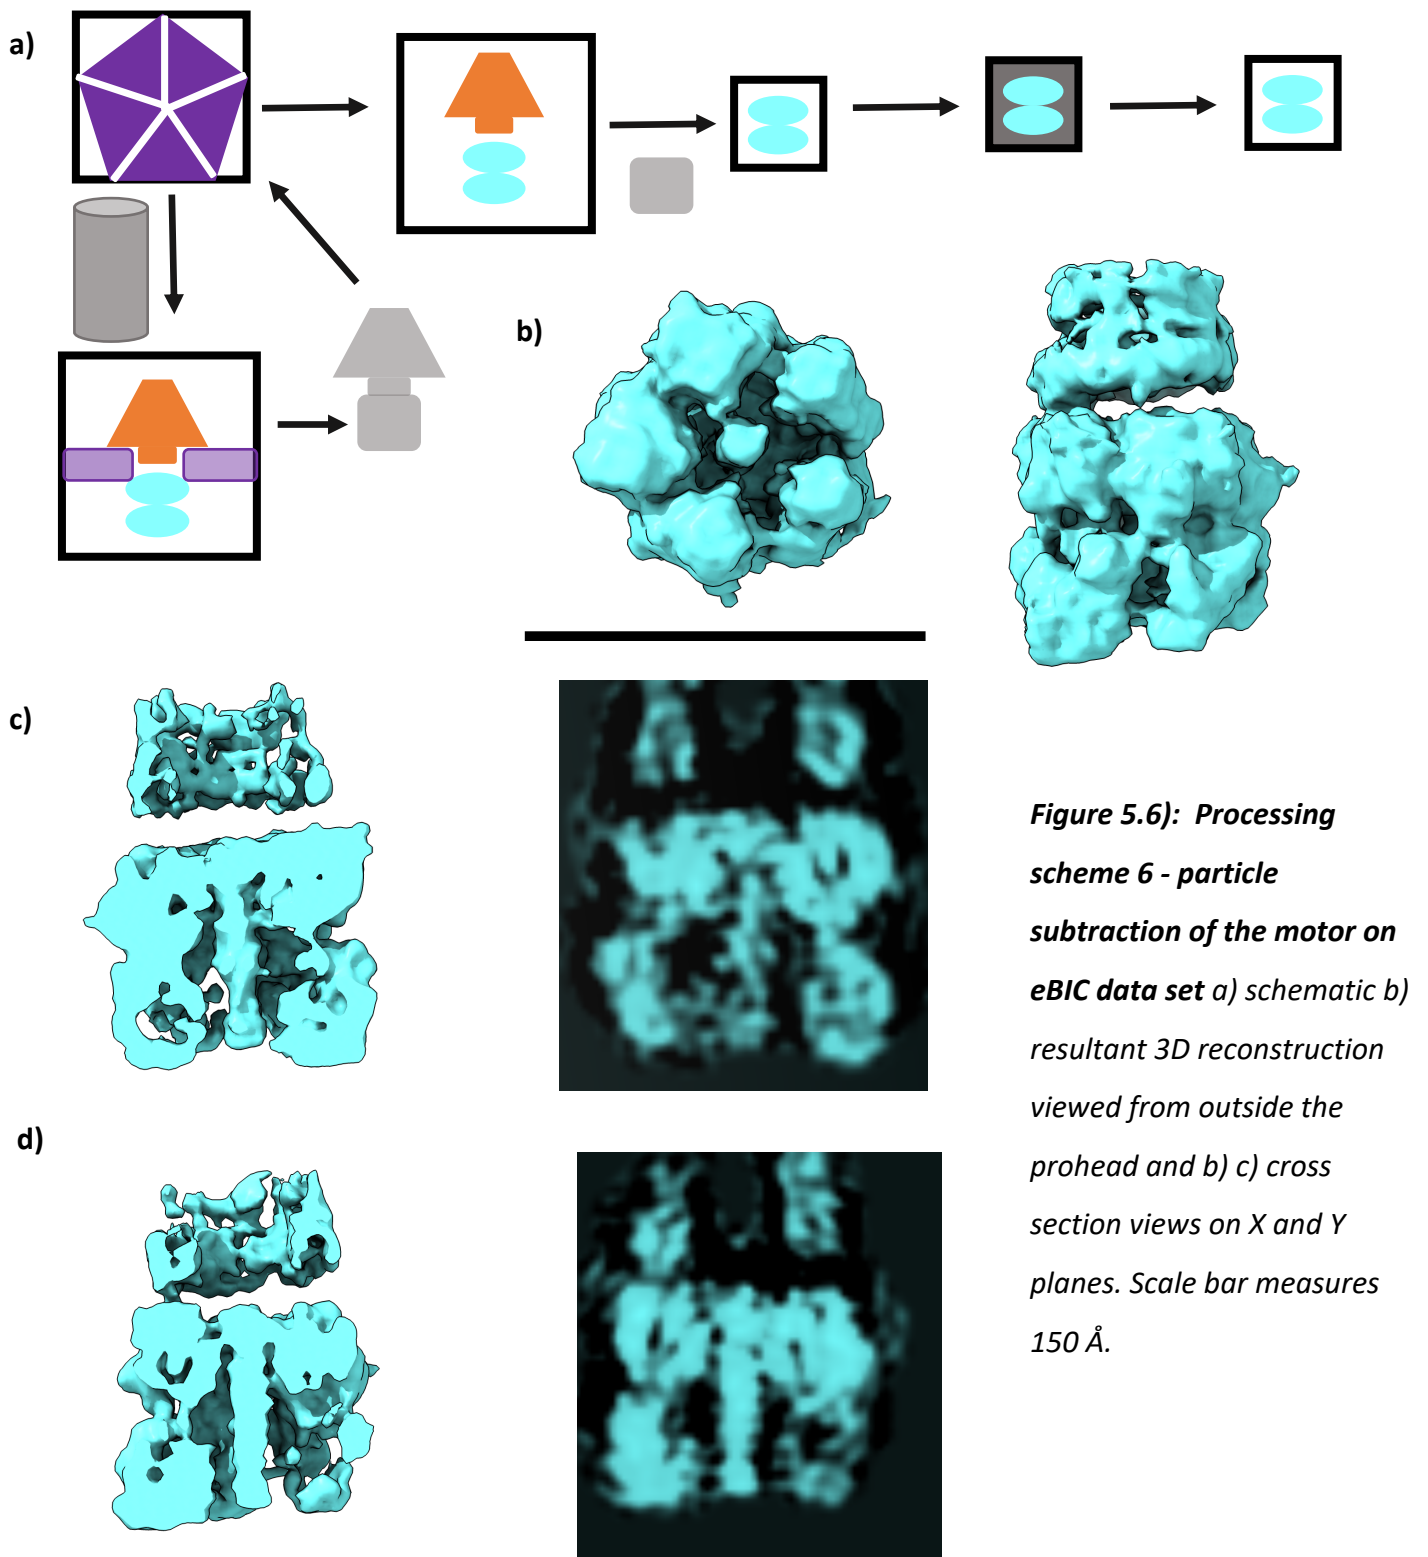 a)
b)
c)
d)
Figure 5.6): Processing
scheme 6 - particle
subtraction of the motor on
eBIC data set a) schematic b)
resultant 3D reconstruction
viewed from outside the
prohead and b) c) cross
section views on X and Y
planes. Scale bar measures
150 Å.